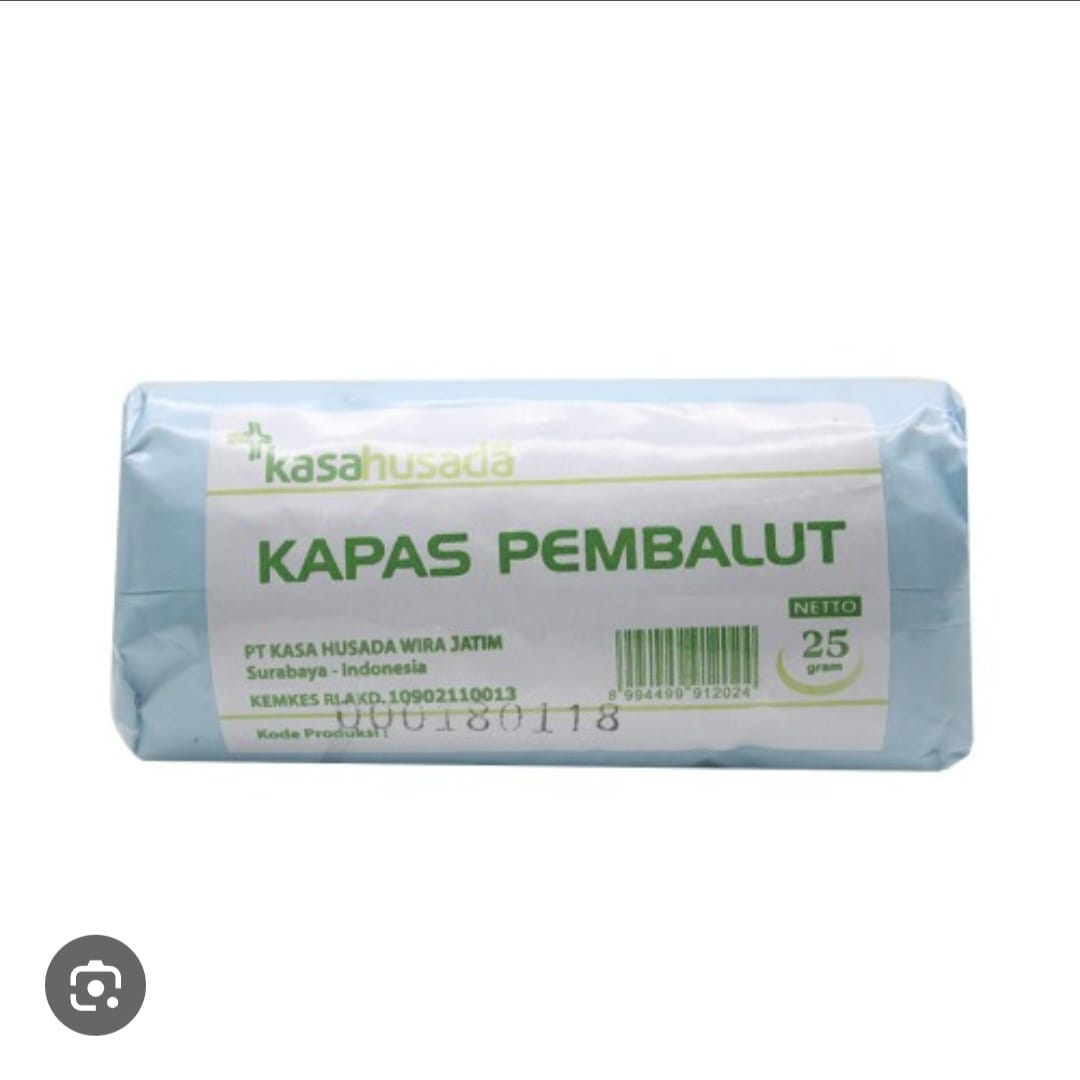 kasahusada
KAPAS PEMBALUT
NETTO
25
gram
PT KASA HUSADA WIRA JATIM
Surabaya - Indonesia
KEMKES RI.AKD. 10902110013
8 994499 912024
Kode Produksi :
000180118